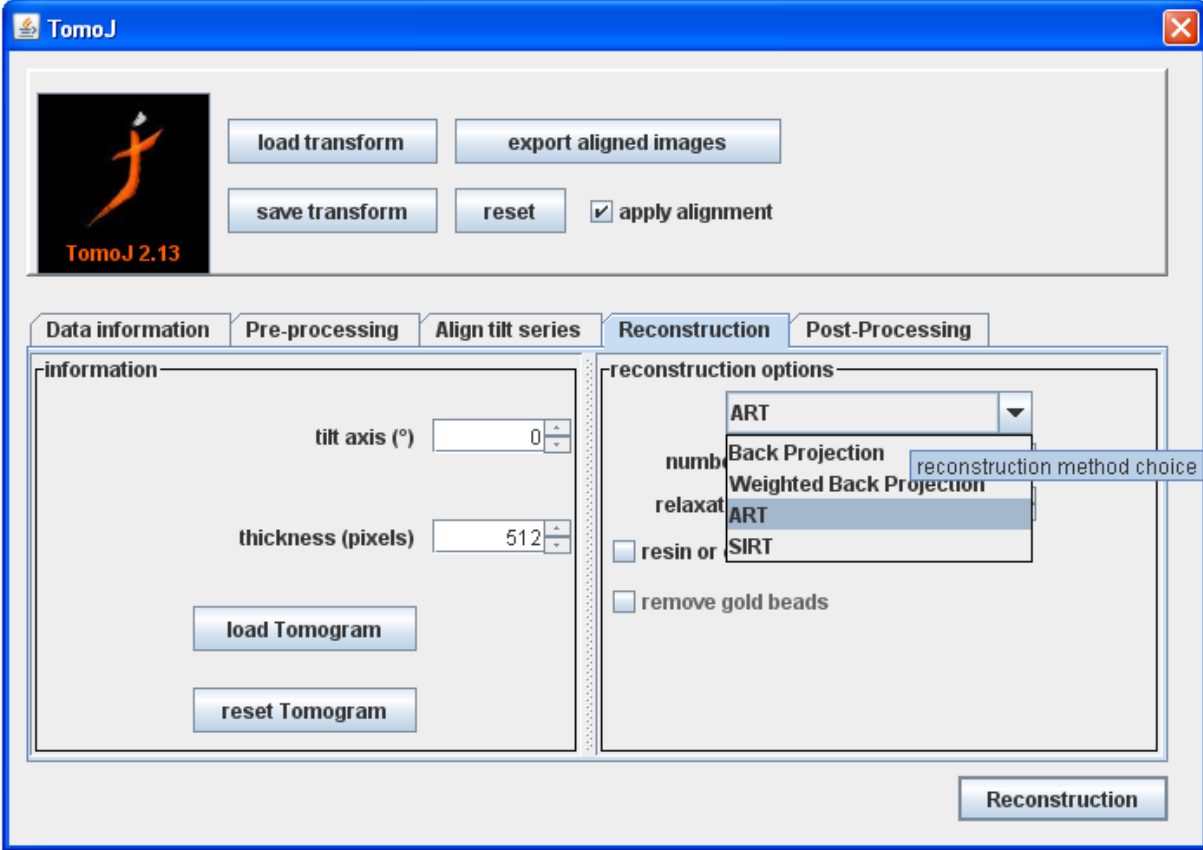 TomoJ
load transform
export aligned images
save transform
reset
apply alignment
TomoJ 2.13
Data information
Pre-processing
Align tilt series
Reconstruction
Post-Processing
information
tilt axis (°)
0
thickness (pixels)
512
load Tomogram
reset Tomogram
reconstruction options
ART
Back Projection
reconstruction method choice
Weighted Back Projection
ART
SIRT
resin or
remove gold beads
Reconstruction